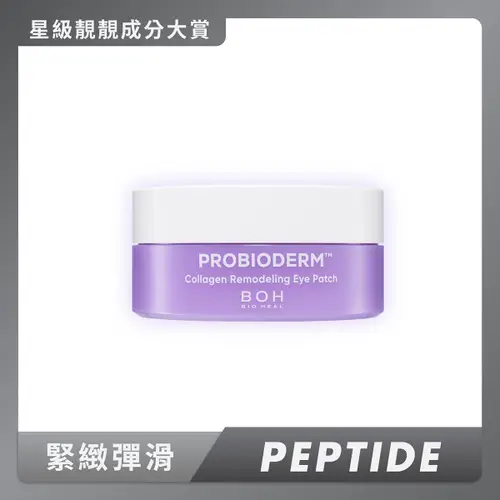 星級靚靚成分大賞
PROBIODERM™
Collagen Remodeling Eye Patch
BOH
BIO HEAL
緊緻彈滑
PEPTIDE